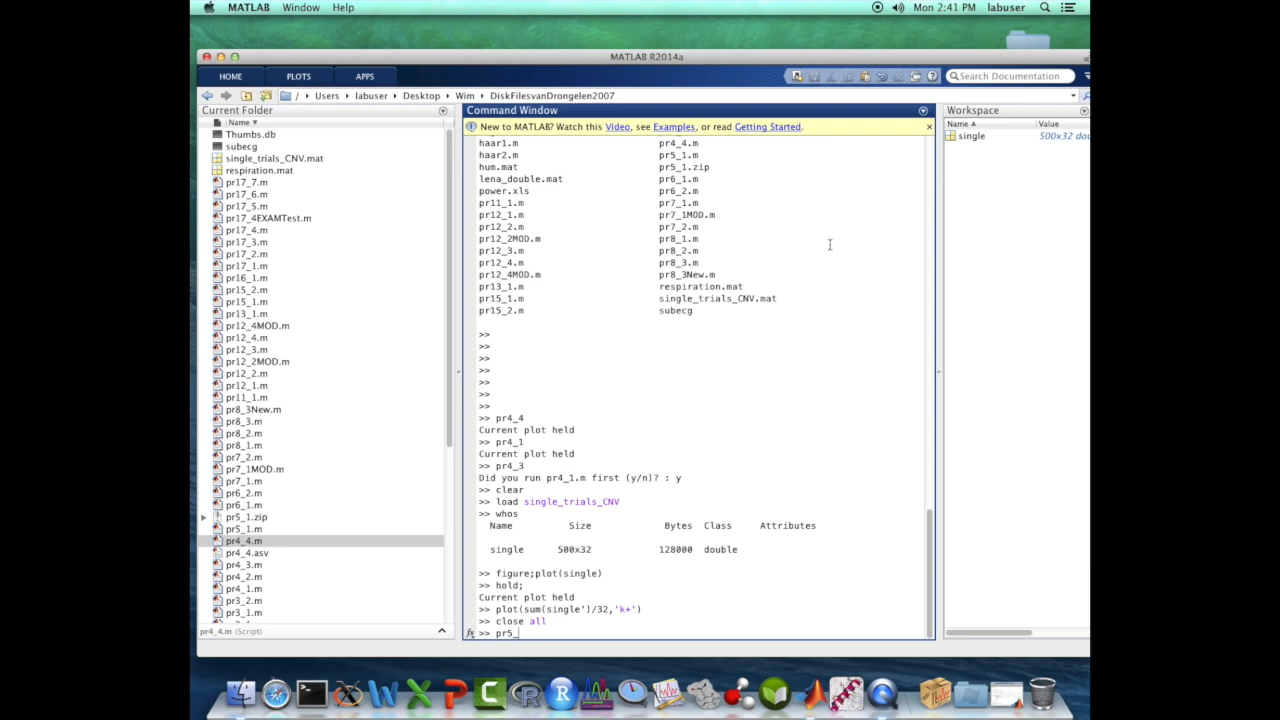 MATLAB Window Help Mon 2:41 PM labuser
MATLAB R2014a
HOME PLOTS APPS Search Documentation
/ Users labuser Desktop Wim DiskFilesvanDrongelen2007
Current Folder
Name
Thumbs.db
subecg
single_trials_CNV.mat
respiration.mat
pr17_7.m
pr17_6.m
pr17_5.m
pr17_4EXAMTest.m
pr17_4.m
pr17_3.m
pr17_2.m
pr17_1.m
pr16_1.m
pr15_2.m
pr15_1.m
pr13_1.m
pr12_4MOD.m
pr12_4.m
pr12_3.m
pr12_2MOD.m
pr12_2.m
pr12_1.m
pr11_1.m
pr8_3New.m
pr8_3.m
pr8_2.m
pr8_1.m
pr7_2.m
pr7_1MOD.m
pr7_1.m
pr6_2.m
pr6_1.m
pr5_1.zip
pr5_1.m
pr4_4.m
pr4_4.asv
pr4_3.m
pr4_2.m
pr4_1.m
pr3_2.m
pr3_1.m
pr4_4.m (Script)
Command Window
New to MATLAB? Watch this Video, see Examples, or read Getting Started.
haar1.m pr4_4.m
haar2.m pr5_1.m
hum.mat pr5_1.zip
lena_double.mat pr6_1.m
power.xls pr6_2.m
pr11_1.m pr7_1.m
pr12_1.m pr7_1MOD.m
pr12_2.m pr7_2.m
pr12_2MOD.m pr8_1.m
pr12_3.m pr8_2.m
pr12_4.m pr8_3.m
pr12_4MOD.m pr8_3New.m
pr13_1.m respiration.mat
pr15_1.m single_trials_CNV.mat
pr15_2.m subecg
>>
>>
>>
>>
>>
>>
>>
>> pr4_4
Current plot held
>> pr4_1
Current plot held
>> pr4_3
Did you run pr4_1.m first (y/n)? : y
>> clear
>> load single_trials_CNV
>> whos
Name Size Bytes Class Attributes
single 500x32 128000 double
>> figure;plot(single)
>> hold;
Current plot held
>> plot(sum(single')/32,'k+')
>> close all
fx >> pr5_
Workspace
Name Value
single 500x32 dou